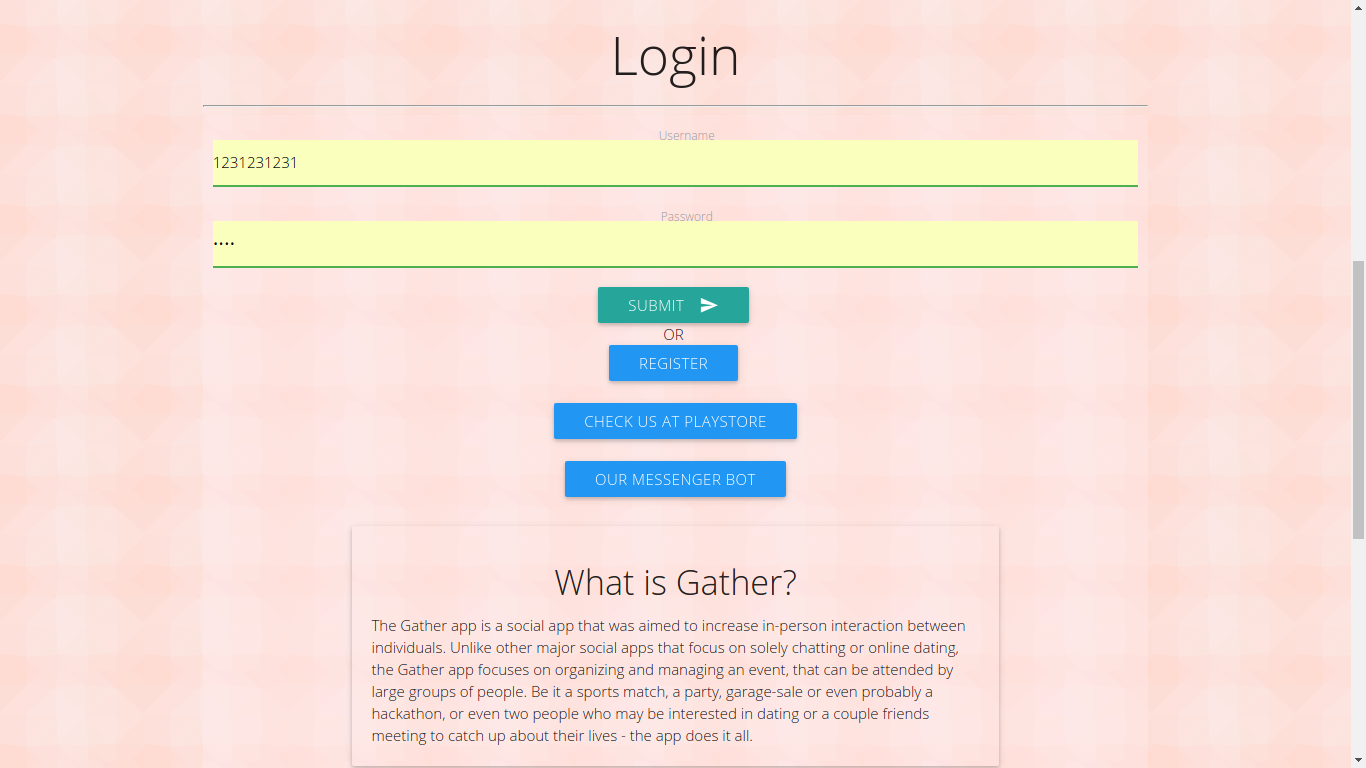 Login
Username
1231231231
Password
....
SUBMIT
OR
REGISTER
CHECK US AT PLAYSTORE
OUR MESSENGER BOT
What is Gather?
The Gather app is a social app that was aimed to increase in-person interaction between
individuals. Unlike other major social apps that focus on solely chatting or online dating,
the Gather app focuses on organizing and managing an event, that can be attended by
large groups of people. Be it a sports match, a party, garage-sale or even probably a
hackathon, or even two people who may be interested in dating or a couple friends
meeting to catch up about their lives - the app does it all.